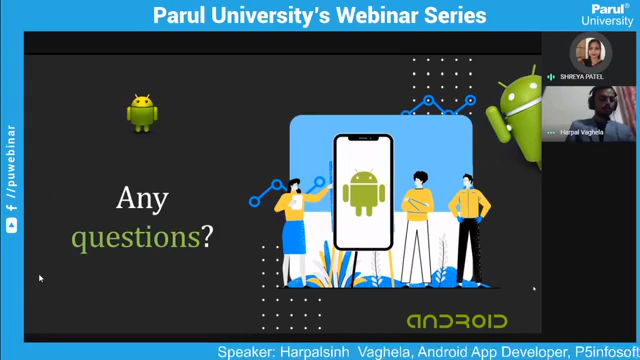 Parul University's Webinar Series
Parul®
University
SHREYA PATEL
Harpal Vaghela
//puwebinar
Any
questions?
ANDROID
Speaker: Harpalsinh Vaghela, Android App Developer, P5infosoft